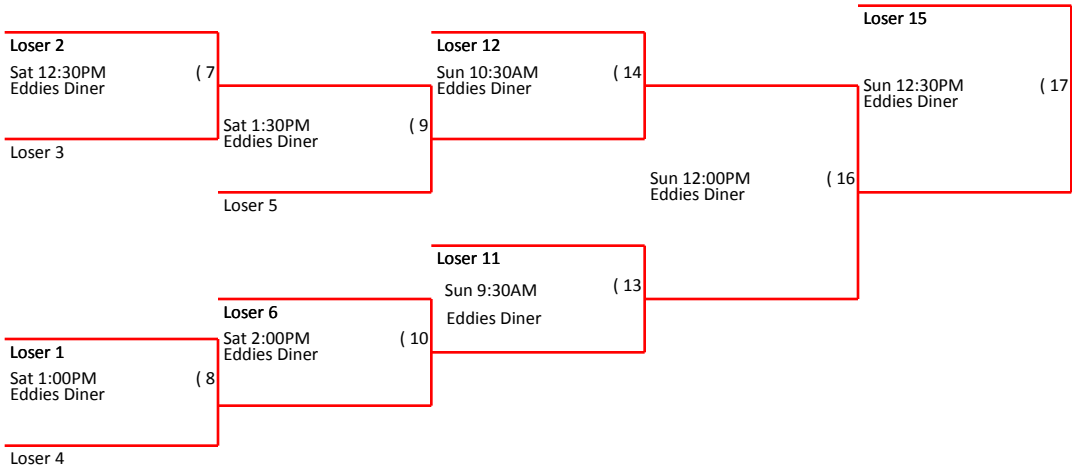 Loser 15
Loser 2
Loser 12
Sat 12:30PM
Eddies Diner
( 7
Sun 10:30AM
Eddies Diner
( 14
Sun 12:30PM
Eddies Diner
( 17
Sat 1:30PM
Eddies Diner
( 9
Loser 3
Sun 12:00PM
Eddies Diner
( 16
Loser 5
Loser 11
Sun 9:30AM
Eddies Diner
( 13
Loser 6
Sat 2:00PM
Eddies Diner
( 10
Loser 1
Sat 1:00PM
Eddies Diner
( 8
Loser 4